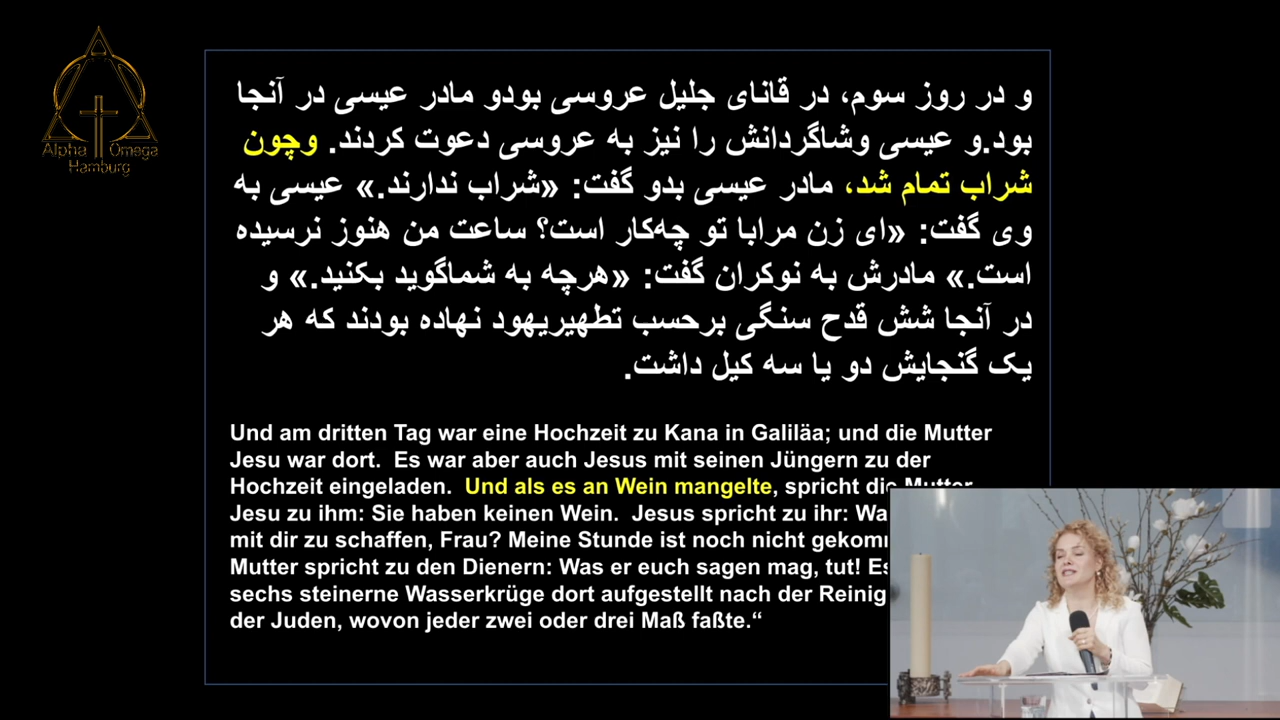 Alpha Omega
Hamburg
و در روز سوم، در قانای جلیل عروسی بودو مادر عیسی در آنجا
بود.و عیسی وشاگردانش را نیز به عروسی دعوت کردند. وچون
شراب تمام شد، مادر عیسی بدو گفت: «شراب ندارند.» عیسی به
وی گفت: «ای زن مرابا تو چه‌کار است؟ ساعت من هنوز نرسیده
است.» مادرش به نوکران گفت: «هرچه به شماگوید بکنید.» و
در آنجا شش قدح سنگی برحسب تطهیریهود نهاده بودند که هر
یک گنجایش دو یا سه کیل داشت.
Und am dritten Tag war eine Hochzeit zu Kana in Galiläa; und die Mutter
Jesu war dort. Es war aber auch Jesus mit seinen Jüngern zu der
Hochzeit eingeladen. Und als es an Wein mangelte, spricht die Mutter
Jesu zu ihm: Sie haben keinen Wein. Jesus spricht zu ihr:
mit dir zu schaffen, Frau? Meine Stunde ist noch nicht
Mutter spricht zu den Dienern: Was er euch sagen mag, tut!
sechs steinerne Wasserkrüge dort aufgestellt nach der
der Juden, wovon jeder zwei oder drei Maß faßte.“